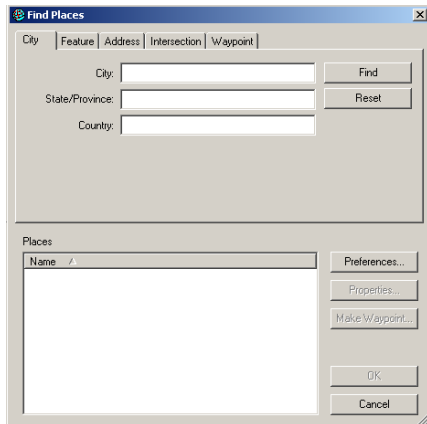 Find Places
City Feature Address Intersection Waypoint
City: Find
State/Province: Reset
Country:
Places
Name Preferences...
Properties...
Make Waypoint...
OK
Cancel